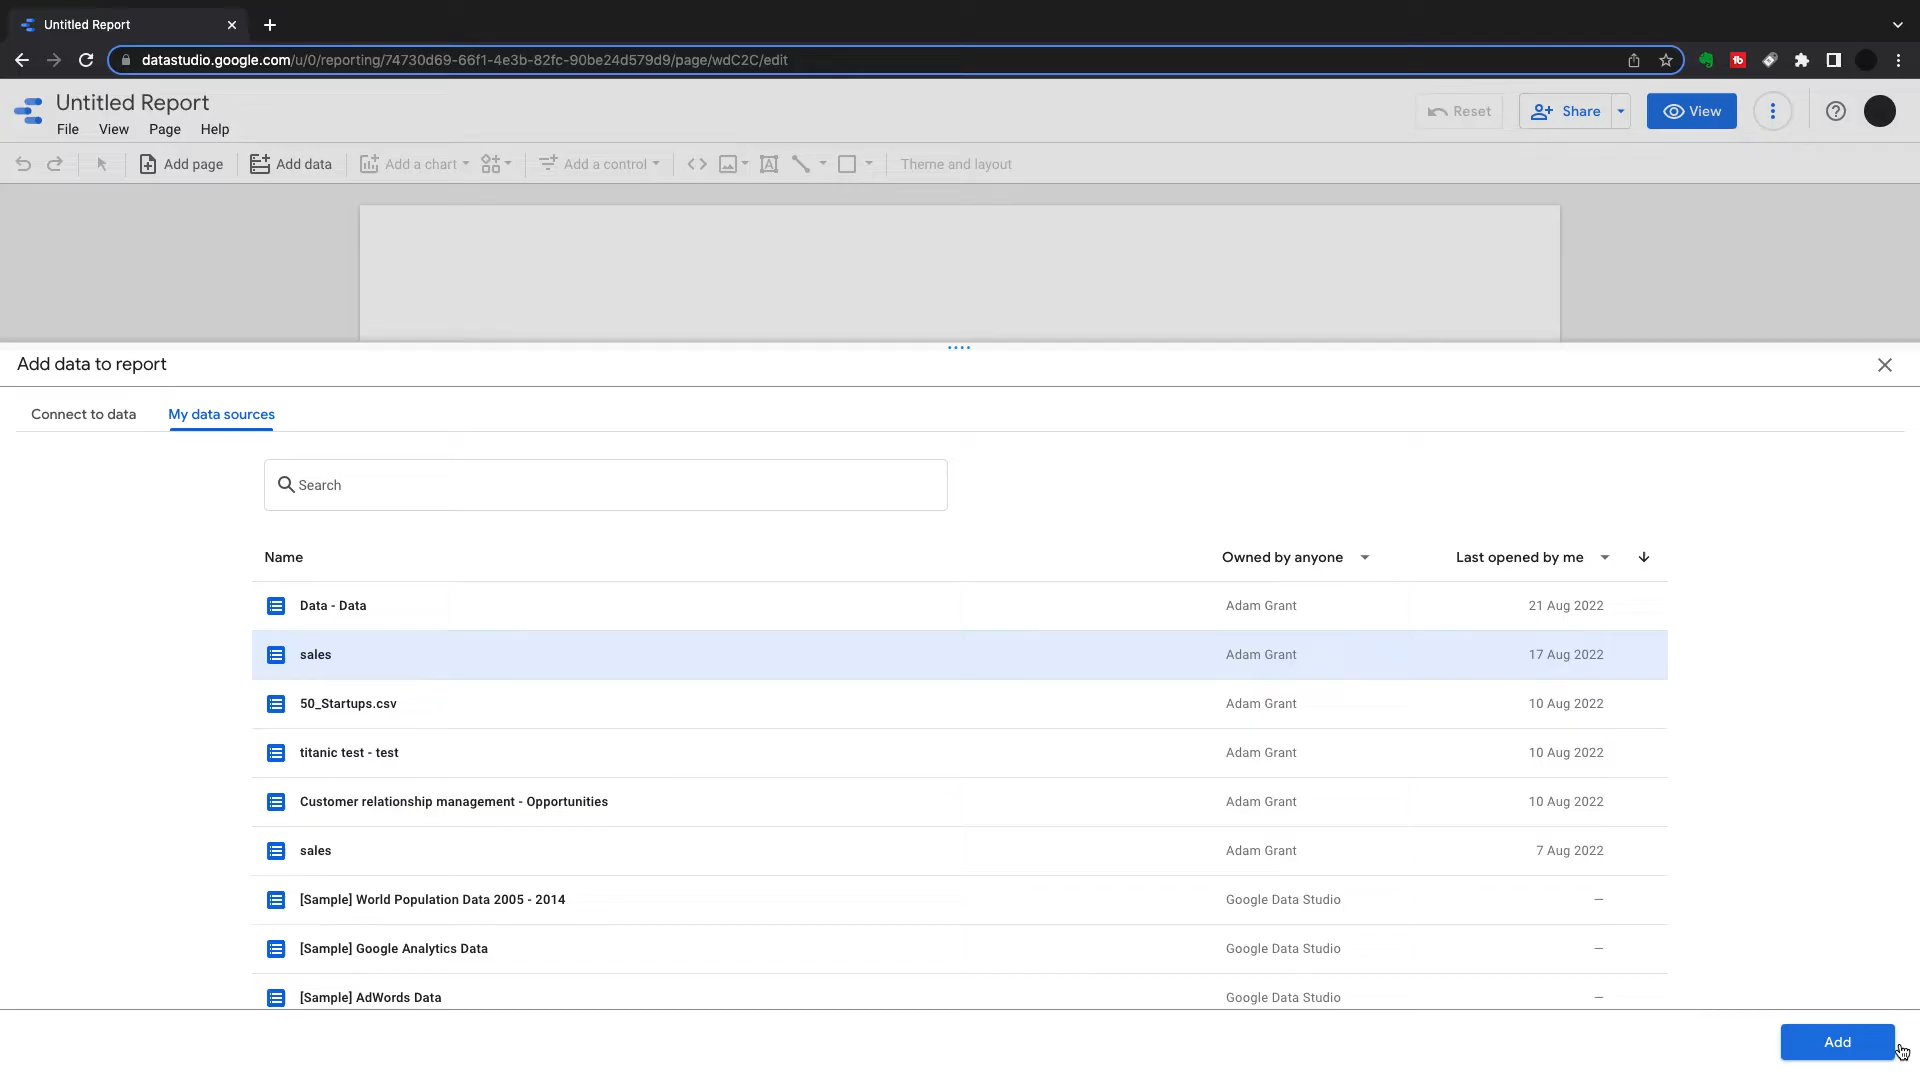 Untitled Report
datastudio.google.com/u/0/reporting/74730d69-66f1-4e3b-82fc-90be24d579d9/page/wdC2C/edit
Untitled Report
File View Page Help
Reset Share View
Add page Add data Add a chart Add a control Theme and layout
Add data to report
Connect to data My data sources
Search
Name Owned by anyone Last opened by me
Data - Data Adam Grant 21 Aug 2022
sales Adam Grant 17 Aug 2022
50_Startups.csv Adam Grant 10 Aug 2022
titanic test - test Adam Grant 10 Aug 2022
Customer relationship management - Opportunities Adam Grant 10 Aug 2022
sales Adam Grant 7 Aug 2022
[Sample] World Population Data 2005 - 2014 Google Data Studio –
[Sample] Google Analytics Data Google Data Studio –
[Sample] AdWords Data Google Data Studio –
Add